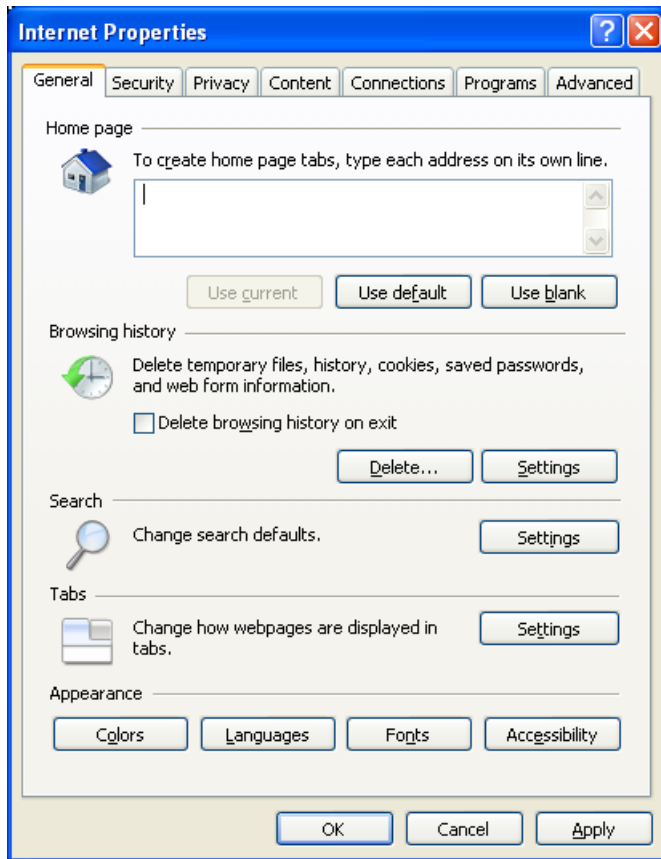 Internet Properties
General Security Privacy Content Connections Programs Advanced
Home page
To create home page tabs, type each address on its own line.
Use current Use default Use blank
Browsing history
Delete temporary files, history, cookies, saved passwords,
and web form information.
Delete browsing history on exit
Delete... Settings
Search
Change search defaults.
Settings
Tabs
Change how webpages are displayed in
tabs.
Settings
Appearance
Colors Languages Fonts Accessibility
OK Cancel Apply